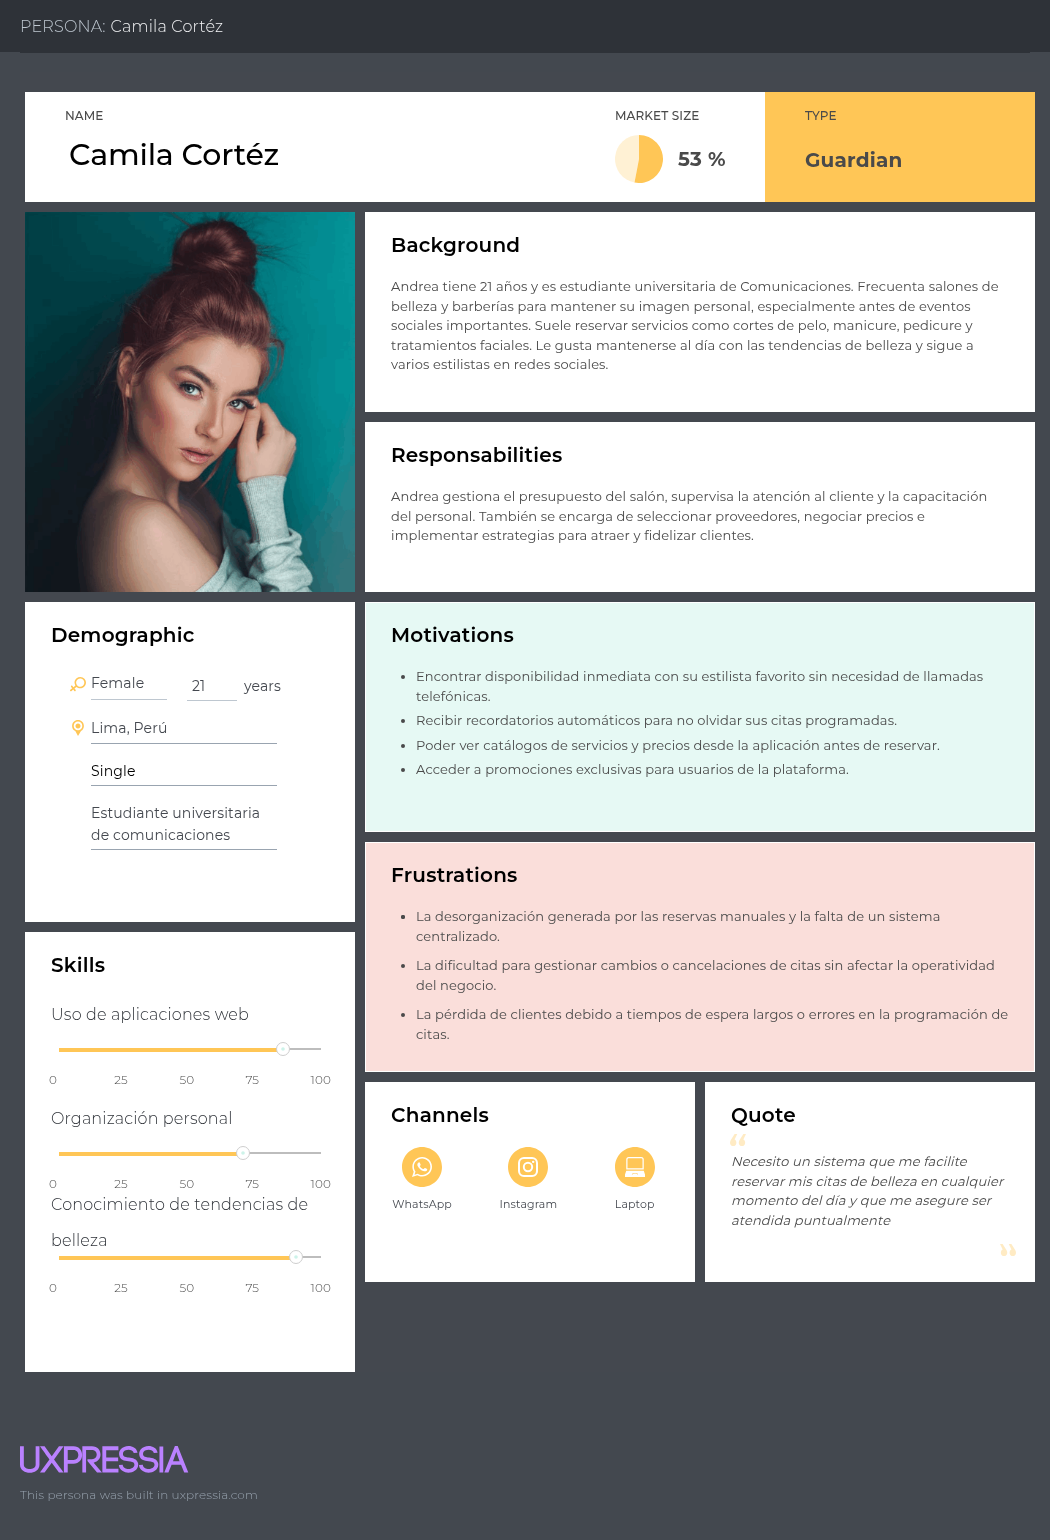 PERSONA: Camila Cortéz
NAME
Camila Cortéz
MARKET SIZE
53 %
TYPE
Guardian
Background
Andrea tiene 21 años y es estudiante universitaria de Comunicaciones. Frecuenta salones de
belleza y barberías para mantener su imagen personal, especialmente antes de eventos
sociales importantes. Suele reservar servicios como cortes de pelo, manicure, pedicure y
tratamientos faciales. Le gusta mantenerse al día con las tendencias de belleza y sigue a
varios estilistas en redes sociales.
Responsabilities
Andrea gestiona el presupuesto del salón, supervisa la atención al cliente y la capacitación
del personal. También se encarga de seleccionar proveedores, negociar precios e
implementar estrategias para atraer y fidelizar clientes.
Demographic
Female 21 years
Lima, Perú
Single
Estudiante universitaria
de comunicaciones
Motivations
• Encontrar disponibilidad inmediata con su estilista favorito sin necesidad de llamadas
telefónicas.
• Recibir recordatorios automáticos para no olvidar sus citas programadas.
• Poder ver catálogos de servicios y precios desde la aplicación antes de reservar.
• Acceder a promociones exclusivas para usuarios de la plataforma.
Frustrations
• La desorganización generada por las reservas manuales y la falta de un sistema
centralizado.
• La dificultad para gestionar cambios o cancelaciones de citas sin afectar la operatividad
del negocio.
• La pérdida de clientes debido a tiempos de espera largos o errores en la programación de
citas.
Skills
Uso de aplicaciones web
0 25 50 75 100
Organización personal
0 25 50 75 100
Conocimiento de tendencias de
belleza
0 25 50 75 100
Channels
WhatsApp
Instagram
Laptop
Quote
“
Necesito un sistema que me facilite
reservar mis citas de belleza en cualquier
momento del día y que me asegure ser
atendida puntualmente
”
UXPRESSIA
This persona was built in uxpressia.com